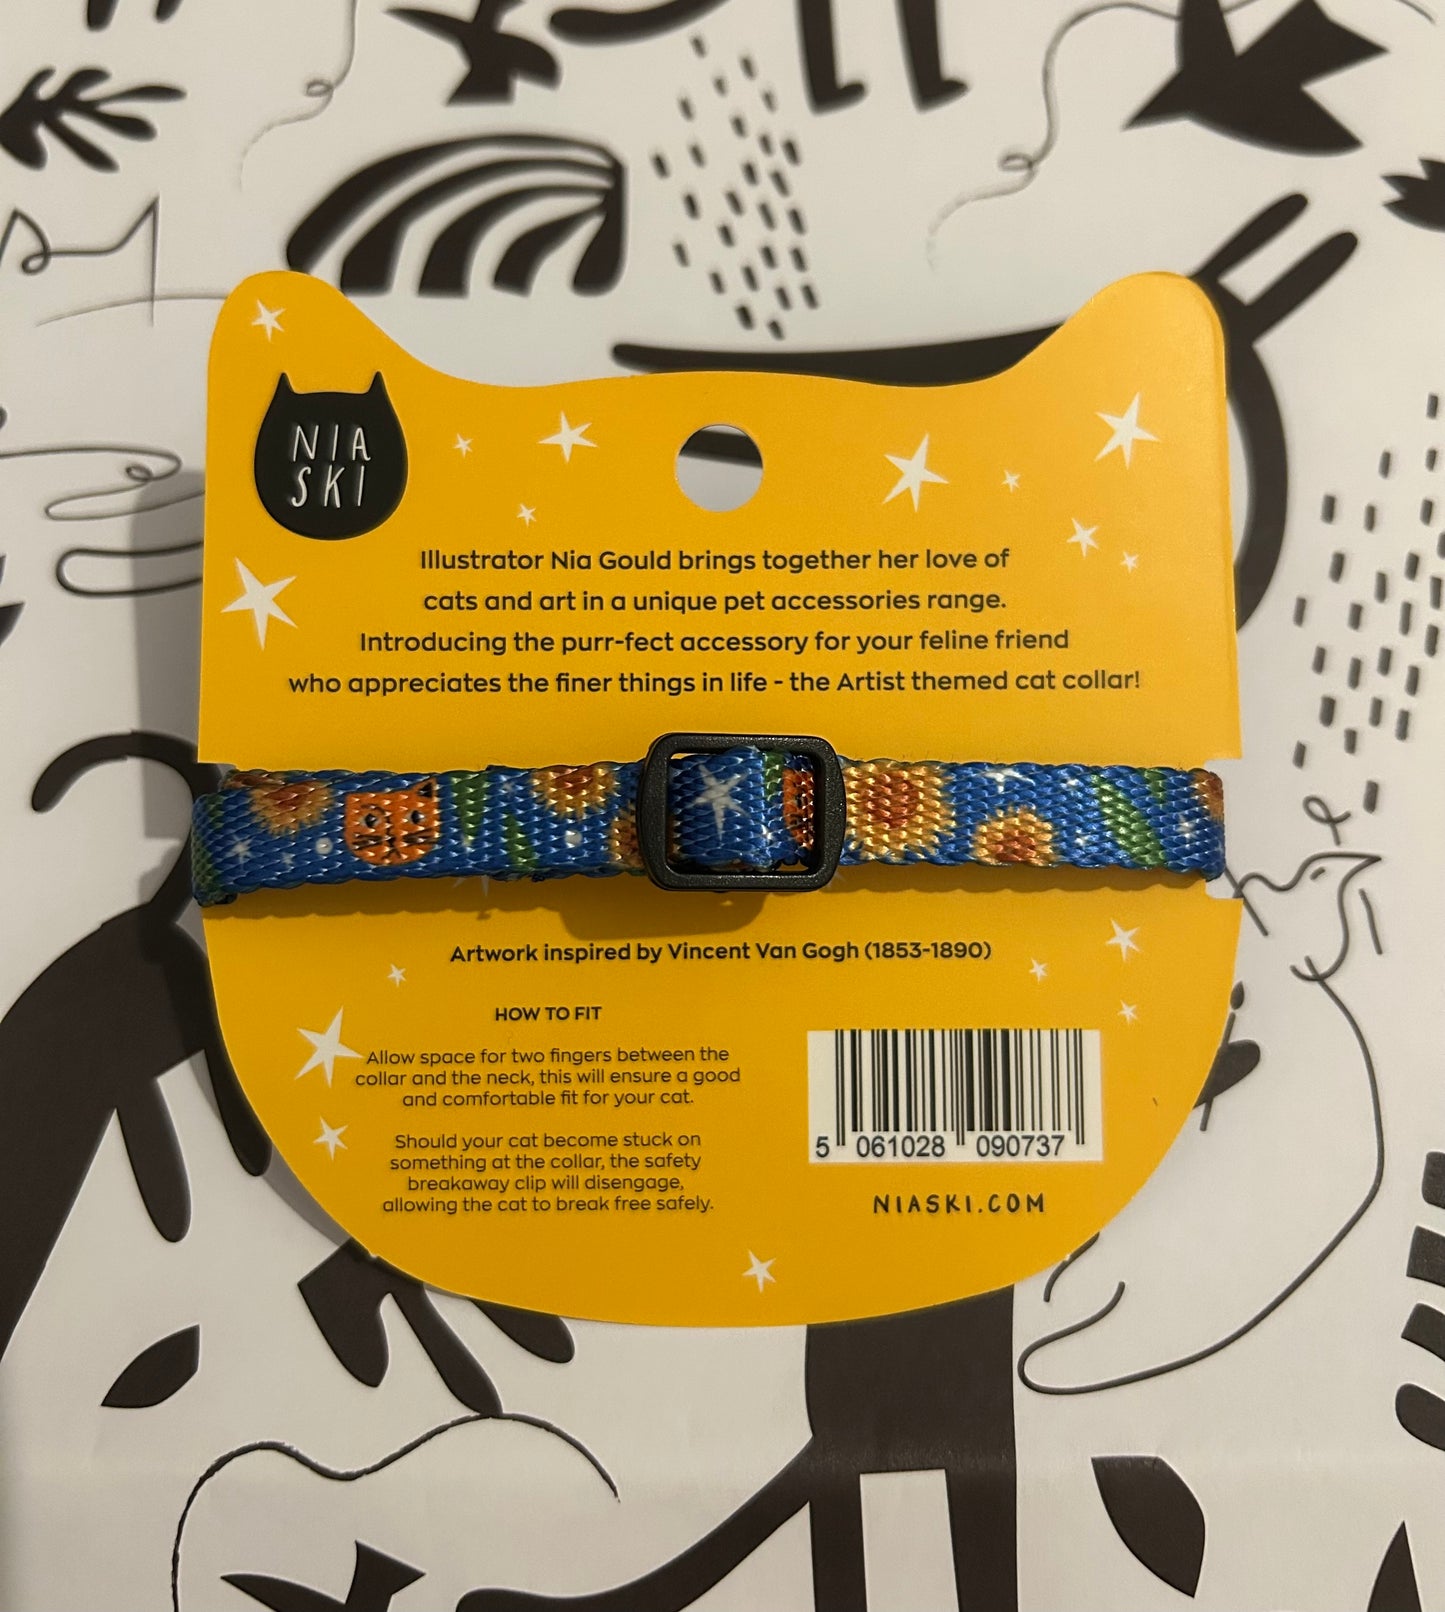 NIA
SKI
Illustrator Nia Gould brings together her love of
cats and art in a unique pet accessories range.
Introducing the purr-fect accessory for your feline friend
who appreciates the finer things in life - the Artist themed cat collar!
Artwork inspired by Vincent Van Gogh (1853-1890)
HOW TO FIT
Allow space for two fingers between the
collar and the neck, this will ensure a good
and comfortable fit for your cat.
Should your cat become stuck on
something at the collar, the safety
breakaway clip will disengage,
allowing the cat to break free safely.
5 061028 090737
NIASKI.COM